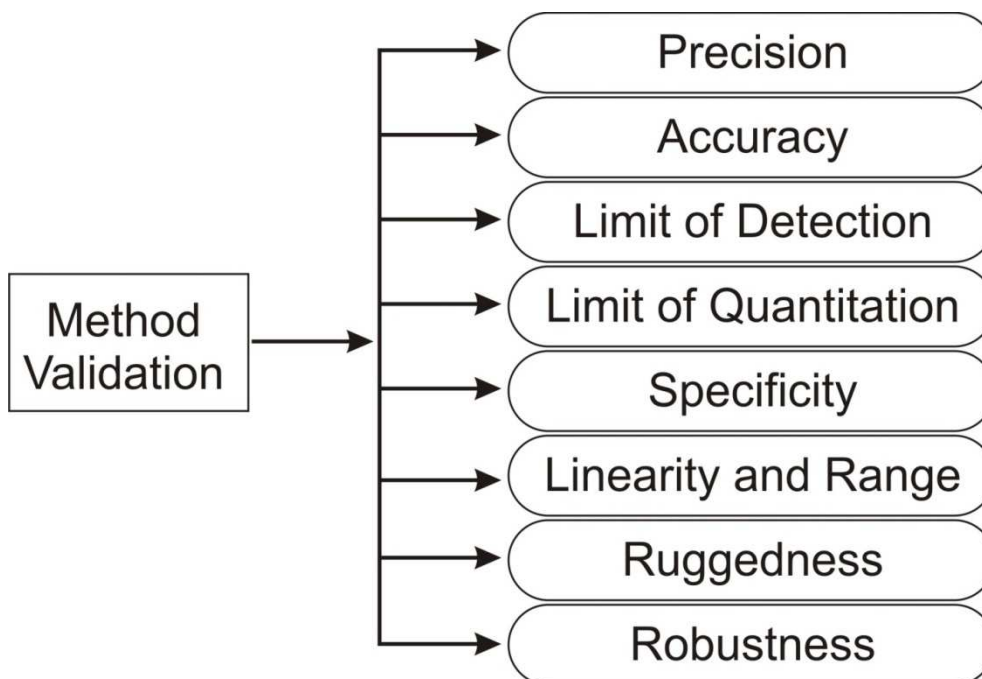 Precision
Accuracy
Limit of Detection
Method
Validation
Limit of Quantitation
Specificity
Linearity and Range
Ruggedness
Robustness